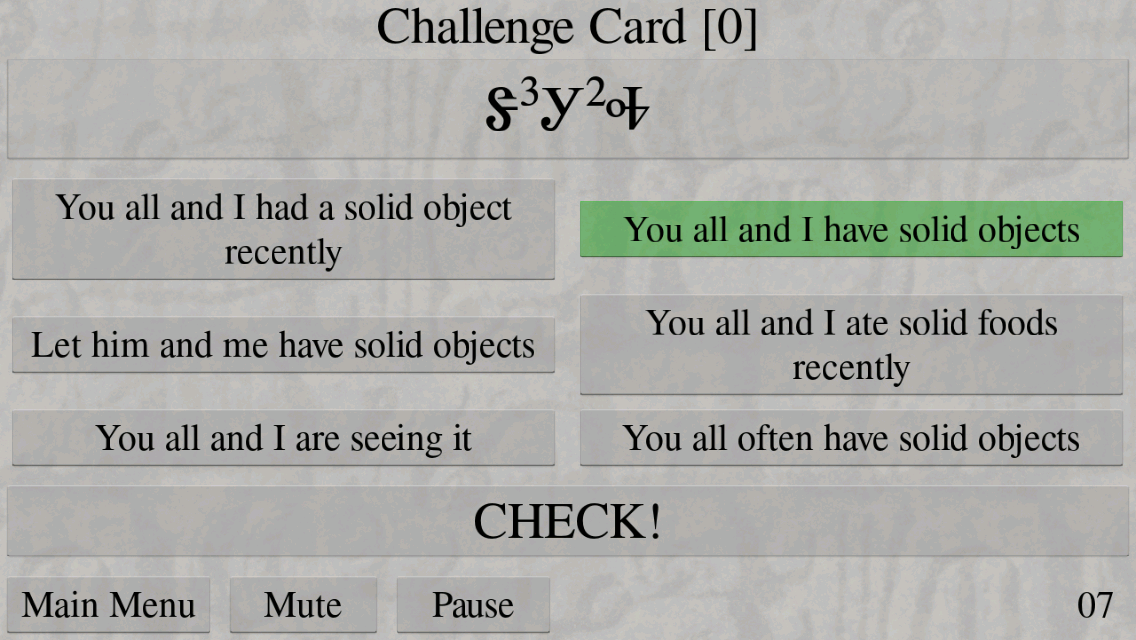 Challenge Card [0]
Ꮥ³Ꭹ²Ꭽ
You all and I had a solid object
recently
You all and I have solid objects
Let him and me have solid objects
You all and I ate solid foods
recently
You all and I are seeing it
You all often have solid objects
CHECK!
Main Menu
Mute
Pause
07